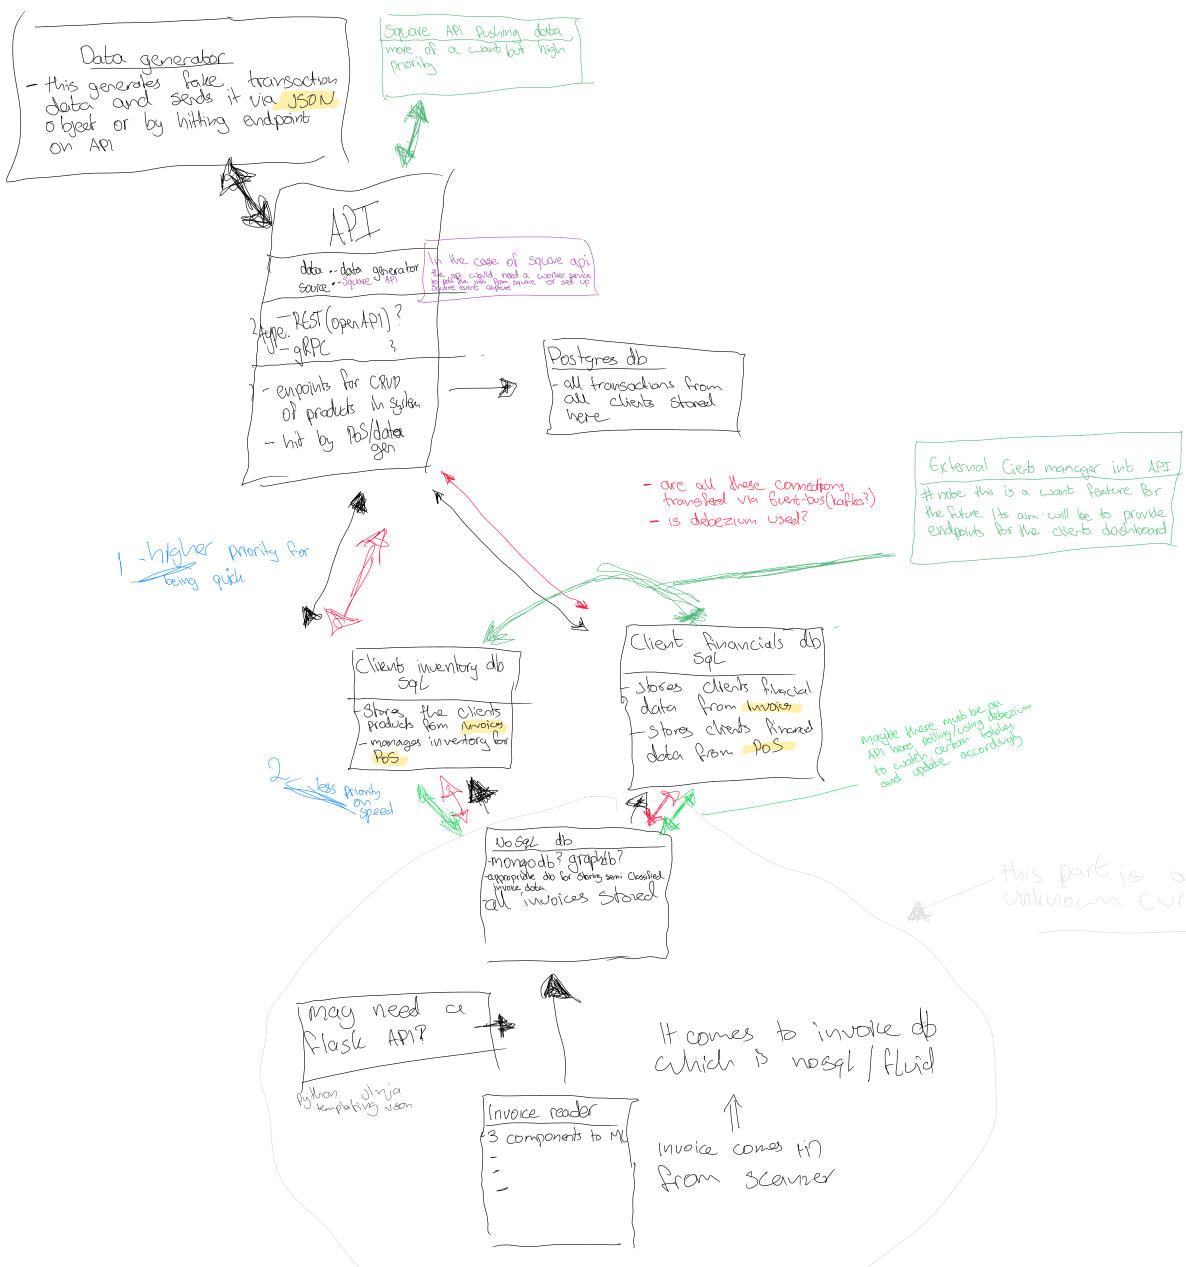 Data generator
- this generates fake transaction
data and sends it via JSON
object or by hitting endpoint
on API
Square API pushing data
more of a want but high
priority
API
data - - data generator
source - - Square API
In the case of square api
the api would need a worker service
to poll the info from square or set up
square event capture
? type. - REST(openAPI) ?
- gRPC ?
- enpoints for CRUD
of products in system
- hit by PoS/data
gen
Postgres db
- all transactions from
all clients stored
here
- are all these connections
transfered via Event-bus(kafka?)
- is debezium used?
External Clients manager int API
# note this is a want feature for
the future Its aim will be to provide
endpoints for the clients dashboard
1 - higher priority for
being quick
Clients inventory db
SQL
- Stores the clients
products from invoices
- manages inventory for
PoS
Client financials db
SQL
- stores clients finacial
data from invoices
- stores clients financial
data from PoS
maybe there must be an
API here polling/using debezium
to watch certain tables
and update accordingly
2 - less priority
on
speed
NoSQL db
- mongodb? graphdb?
- appropriate db for storing semi classified
invoice data
- all invoices stored
this part is a
unknown cur
may need a
flask API?
python jinja
templating
It comes to invoice db
which is nosql / fluid
Invoice reader
- 3 components to ML
-
-
-
Invoice comes in
from scanner